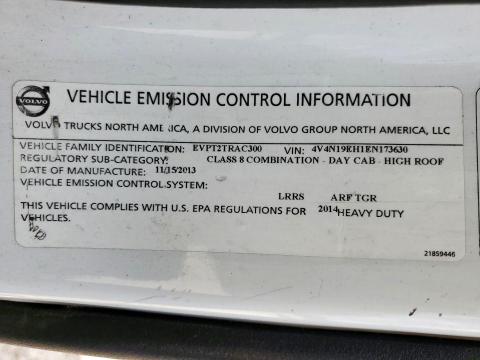 VOLVO
VEHICLE EMISSION CONTROL INFORMATION
VOLVO TRUCKS NORTH AMERICA, A DIVISION OF VOLVO GROUP NORTH AMERICA, LLC
VEHICLE FAMILY IDENTIFICATION: EVPT2TRAC300 VIN: 4V4N19EH1EN173630
REGULATORY SUB-CATEGORY: CLASS 8 COMBINATION - DAY CAB - HIGH ROOF
DATE OF MANUFACTURE: 11/15/2013
VEHICLE EMISSION CONTROL SYSTEM: LRRS ARF TGR
THIS VEHICLE COMPLIES WITH U.S. EPA REGULATIONS FOR 2014 HEAVY DUTY
VEHICLES.
21859446